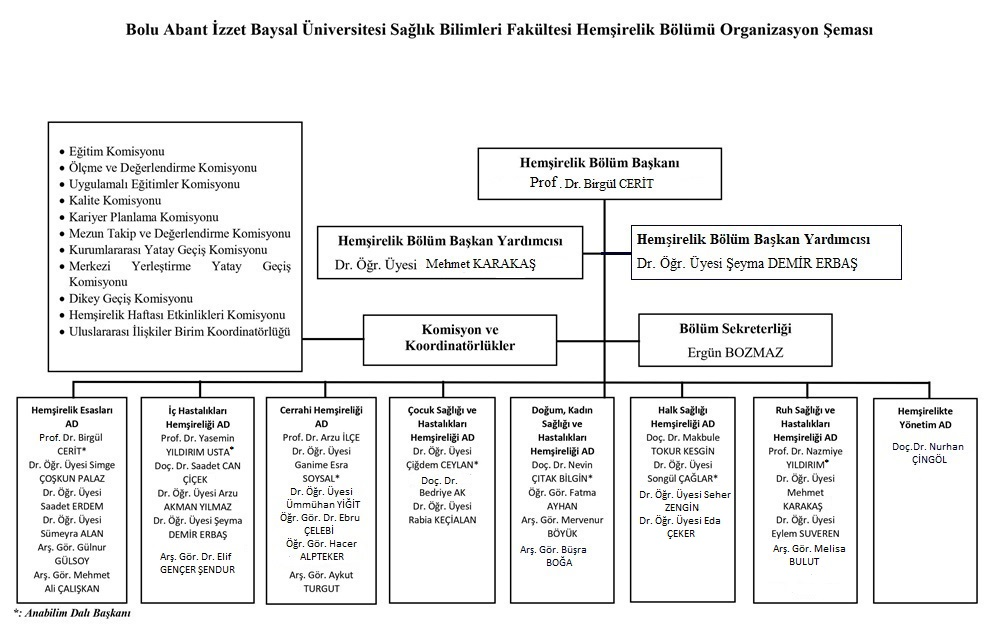 Bolu Abant İzzet Baysal Üniversitesi Sağlık Bilimleri Fakültesi Hemşirelik Bölümü Organizasyon Şeması
• Eğitim Komisyonu
• Ölçme ve Değerlendirme Komisyonu
• Uygulamalı Eğitimler Komisyonu
• Kalite Komisyonu
• Kariyer Planlama Komisyonu
• Mezun Takip ve Değerlendirme Komisyonu
• Kurumlararası Yatay Geçiş Komisyonu
• Merkezi Yerleştirme Yatay Geçiş
Komisyonu
• Dikey Geçiş Komisyonu
• Hemşirelik Haftası Etkinlikleri Komisyonu
• Uluslararası İlişkiler Birim Koordinatörlüğü
Hemşirelik Bölüm Başkanı
Prof. Dr. Birgül CERİT
Hemşirelik Bölüm Başkan Yardımcısı
Dr. Öğr. Üyesi Mehmet KARAKAŞ
Hemşirelik Bölüm Başkan Yardımcısı
Dr. Öğr. Üyesi Şeyma DEMİR ERBAŞ
Komisyon ve
Koordinatörlükler
Bölüm Sekreterliği
Ergün BOZMAZ
Hemşirelik Esasları
AD
Prof. Dr. Birgül
CERİT*
Dr. Öğr. Üyesi Simge
ÇOŞKUN PALAZ
Dr. Öğr. Üyesi
Saadet ERDEM
Dr. Öğr. Üyesi
Sümeyra ALAN
Arş. Gör. Gülnur
GÜLSOY
Arş. Gör. Mehmet
Ali ÇALIŞKAN
İç Hastalıkları
Hemşireliği AD
Prof. Dr. Yasemin
YILDIRIM USTA*
Doç. Dr. Saadet CAN
ÇİÇEK
Dr. Öğr. Üyesi Arzu
AKMAN YILMAZ
Dr. Öğr. Üyesi Şeyma
DEMİR ERBAŞ
Arş. Gör. Dr. Elif
GENÇER ŞENDUR
Cerrahi Hemşireliği
AD
Prof. Dr. Arzu İLÇE
Dr. Öğr. Üyesi
Ganime Esra
SOYSAL*
Dr. Öğr. Üyesi
Ümmühan YİĞİT
Öğr. Gör. Dr. Ebru
ÇELEBİ
Öğr. Gör. Hacer
ALPTEKER
Arş. Gör. Aykut
TURGUT
Çocuk Sağlığı ve
Hastalıkları
Hemşireliği AD
Dr. Öğr. Üyesi
Çiğdem CEYLAN*
Doç. Dr.
Bedriye AK
Dr. Öğr. Üyesi
Rabia KEÇİALAN
Doğum, Kadın
Sağlığı ve
Hastalıkları
Hemşireliği AD
Doç. Dr. Nevin
ÇITAK BİLGİN*
Öğr. Gör. Fatma
AYHAN
Arş. Gör. Mervenur
BÖYÜK
Arş. Gör. Büşra
BOĞA
Halk Sağlığı
Hemşireliği AD
Doç. Dr. Makbule
TOKUR KESGİN
Dr. Öğr. Üyesi
Songül ÇAĞLAR*
Dr. Öğr. Üyesi Seher
ZENGİN
Dr. Öğr. Üyesi Eda
ÇEKER
Ruh Sağlığı ve
Hastalıkları
Hemşireliği AD
Prof. Dr. Nazmiye
YILDIRIM*
Dr. Öğr. Üyesi
Mehmet
KARAKAŞ
Dr. Öğr. Üyesi
Eylem SUVEREN
Arş. Gör. Melisa
BULUT
Hemşirelikte
Yönetim AD
Doç.Dr. Nurhan
ÇİNGÖL
*: Anabilim Dalı Başkanı